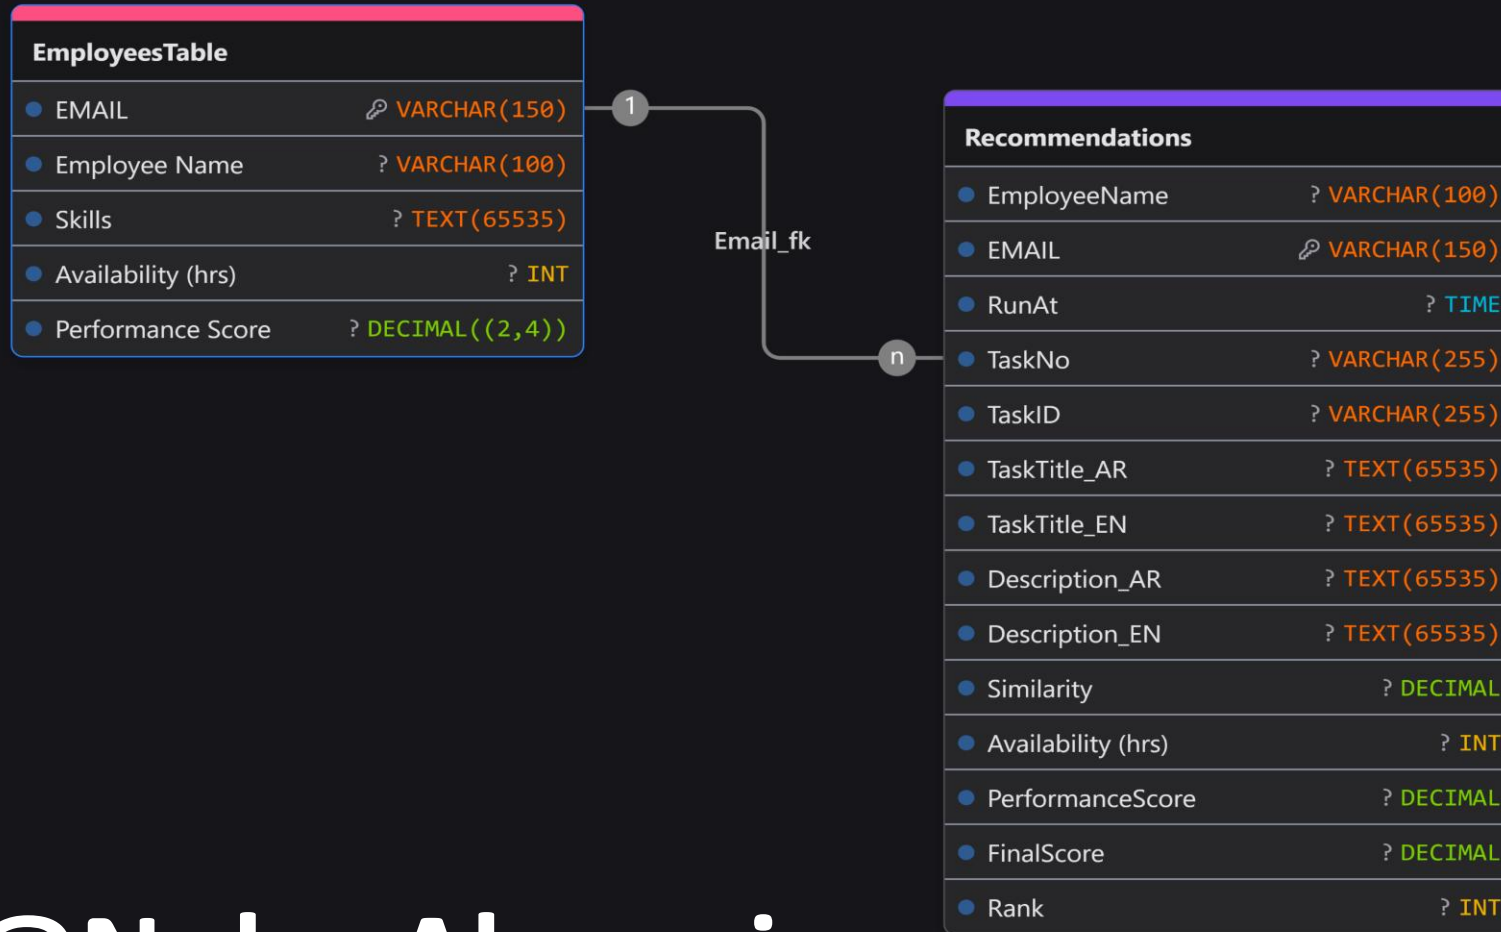 EmployeesTable
EMAIL VARCHAR(150)
Employee Name ? VARCHAR(100)
Skills ? TEXT(65535)
Availability (hrs) ? INT
Performance Score ? DECIMAL((2,4))
1
Email_fk
n
Recommendations
EmployeeName ? VARCHAR(100)
EMAIL VARCHAR(150)
RunAt ? TIME
TaskNo ? VARCHAR(255)
TaskID ? VARCHAR(255)
TaskTitle_AR ? TEXT(65535)
TaskTitle_EN ? TEXT(65535)
Description_AR ? TEXT(65535)
Description_EN ? TEXT(65535)
Similarity ? DECIMAL
Availability (hrs) ? INT
PerformanceScore ? DECIMAL
FinalScore ? DECIMAL
Rank ? INT